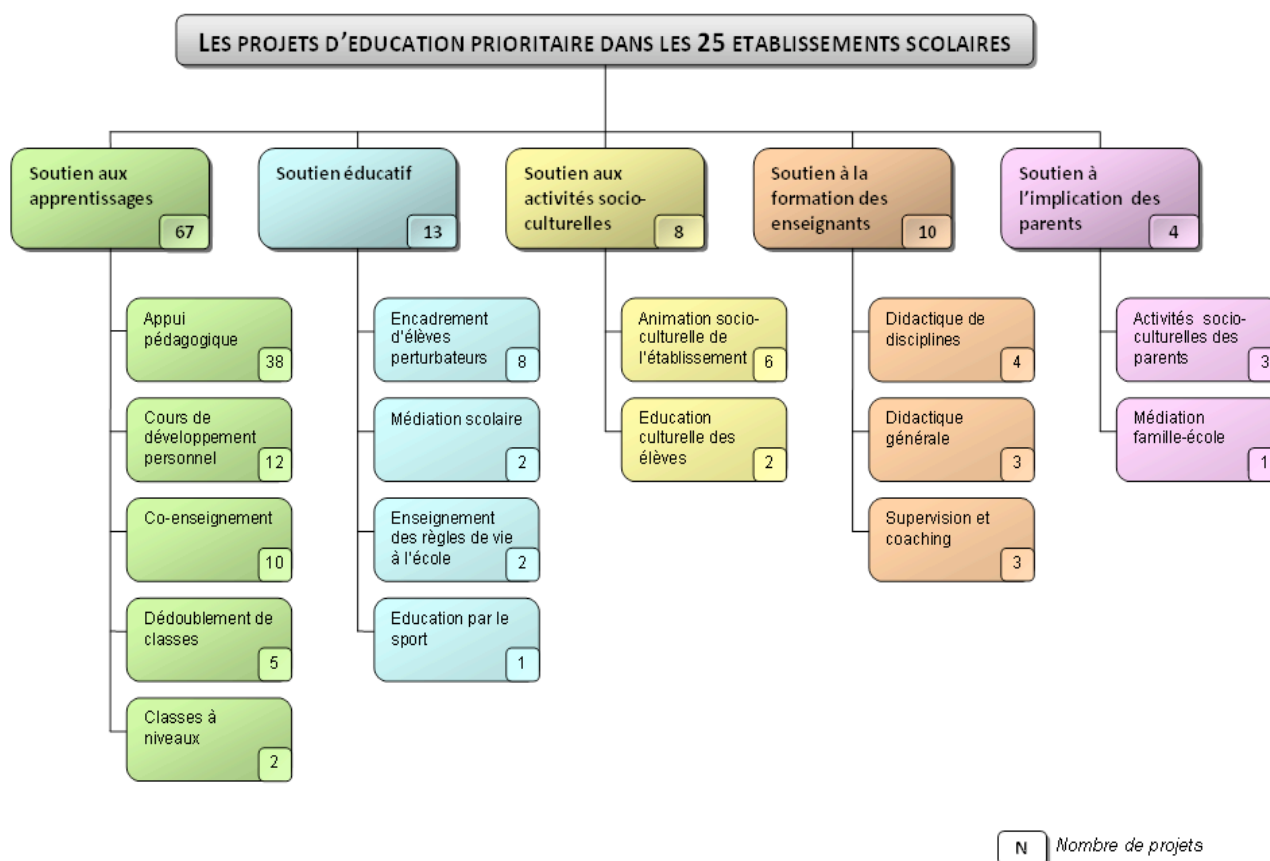 LES PROJETS D'EDUCATION PRIORITAIRE DANS LES 25 ETABLISSEMENTS SCOLAIRES
Soutien aux
apprentissages
67
Appui
pédagogique
38
Cours de
développement
personnel
12
Co-enseignement
10
Dédoublement de
classes
5
Classes à
niveaux
2
Soutien éducatif
13
Encadrement
d'élèves
perturbateurs
8
Médiation scolaire
2
Enseignement
des règles de vie
à l'école
2
Education par le
sport
1
Soutien aux
activités socio-
culturelles
8
Animation socio-
culturelle de
l'établissement
6
Education
culturelle des
élèves
2
Soutien à la
formation des
enseignants
10
Didactique de
disciplines
4
Didactique
générale
3
Supervision et
coaching
3
Soutien à
l'implication des
parents
4
Activités socio-
culturelles des
parents
3
Médiation
famille-école
1
N
Nombre de projets